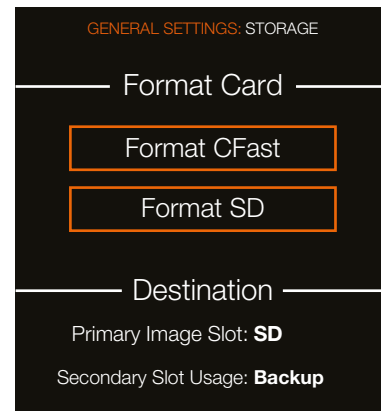 GENERAL SETTINGS: STORAGE
Format Card
Format CFast
Format SD
Destination
Primary Image Slot: SD
Secondary Slot Usage: Backup